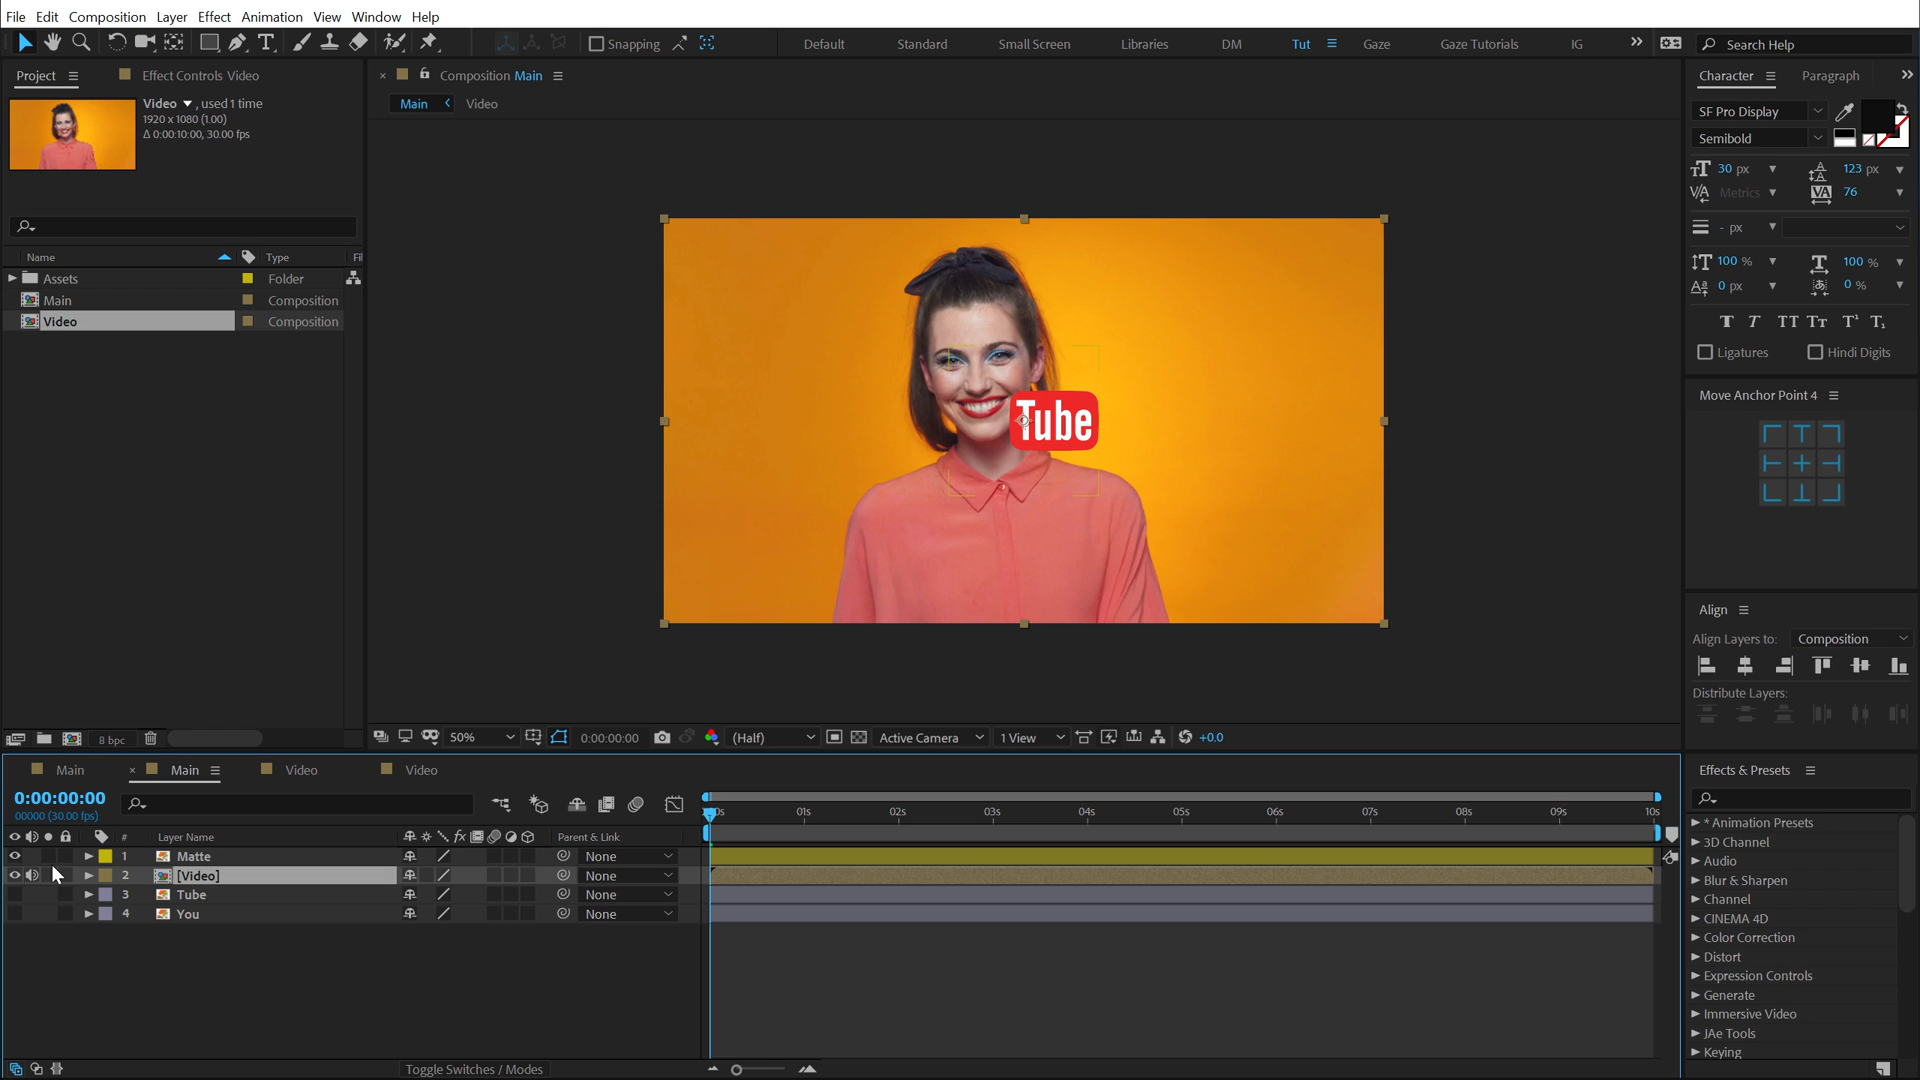 File Edit Composition Layer Effect Animation View Window Help
Snapping
Default Standard Small Screen Libraries DM Tut Gaze Gaze Tutorials IG
Search Help
Project
Effect Controls Video
Video , used 1 time
1920 x 1080 (1.00)
Δ 0:00:10:00, 30.00 fps
Name Type
Assets Folder
Main Composition
Video Composition
8 bpc
Composition Main
Main Video
Tube
50%
0:00:00:00
(Half)
Active Camera
1 View
+0.0
Character Paragraph
SF Pro Display
Semibold
30 px 123 px
Metrics 76
- px
100 % 100 %
0 px 0 %
Ligatures Hindi Digits
Move Anchor Point 4
Align
Align Layers to: Composition
Distribute Layers:
Effects & Presets
* Animation Presets
3D Channel
Audio
Blur & Sharpen
Channel
CINEMA 4D
Color Correction
Distort
Expression Controls
Generate
Immersive Video
JAe Tools
Keying
Main Main Video Video
0:00:00:00
00000 (30.00 fps)
01s 02s 03s 04s 05s 06s 07s 08s 09s 10s
# Layer Name Parent & Link
1 Matte None
2 [Video] None
3 Tube None
4 You None
Toggle Switches / Modes